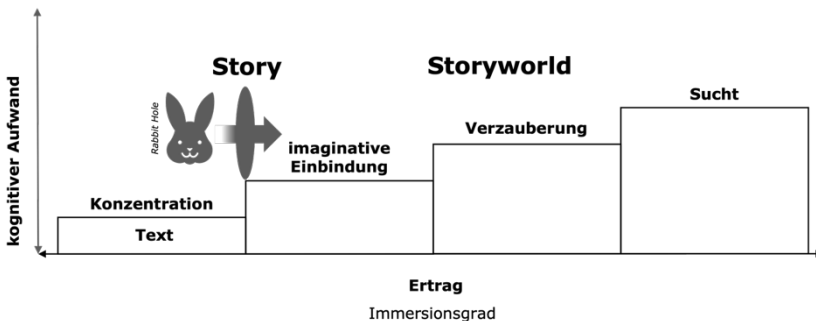 Story
Storyworld
Sucht
Rabbit Hole
Verzauberung
imaginative
Einbindung
kognitiver Aufwand
Konzentration
Text
Ertrag
Immersionsgrad